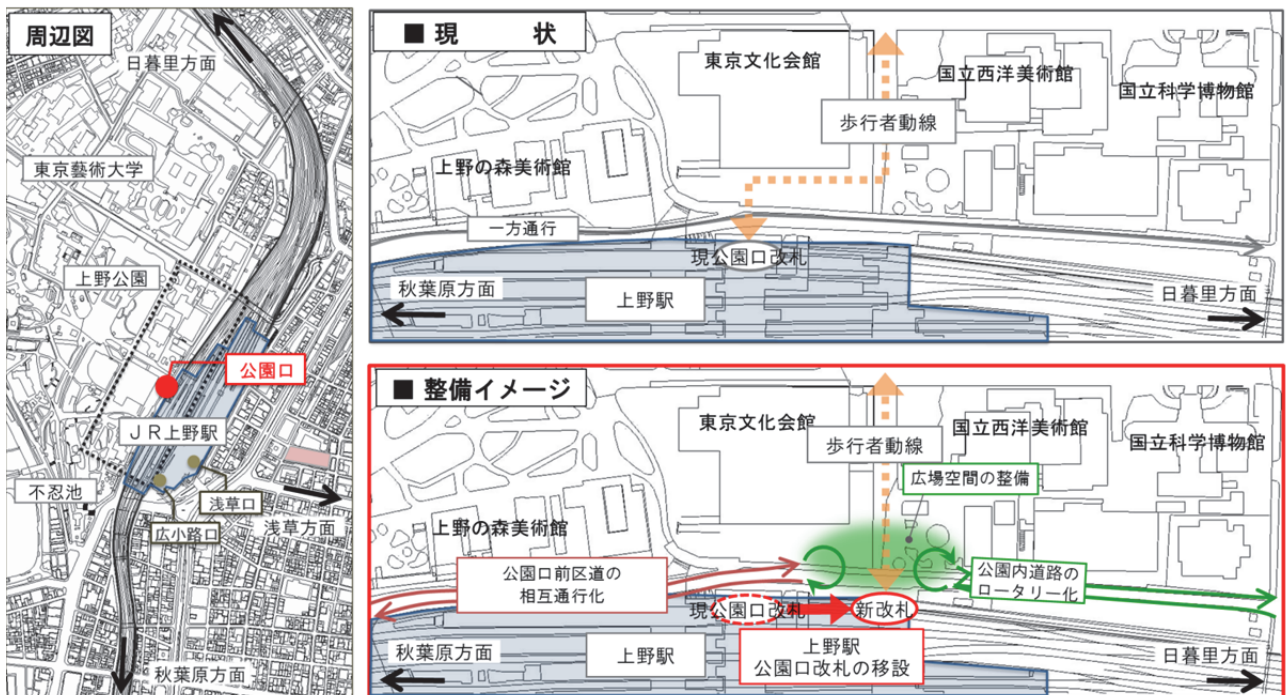 周辺図
日暮里方面
東京藝術大学
上野公園
公園口
JR上野駅
不忍池
浅草口
広小路口
浅草方面
秋葉原方面
■ 現 状
東京文化会館
国立西洋美術館
国立科学博物館
歩行者動線
上野の森美術館
一方通行
現公園口改札
秋葉原方面
上野駅
日暮里方面
■ 整備イメージ
東京文化会館
国立西洋美術館
国立科学博物館
歩行者動線
広場空間の整備
上野の森美術館
公園口前区道の
相互通行化
公園内道路の
ロータリー化
現公園口改札
新改札
秋葉原方面
上野駅
上野駅
公園口改札の移設
日暮里方面